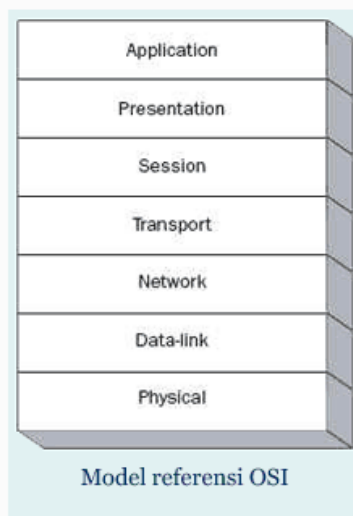 Application
Presentation
Session
Transport
Network
Data-link
Physical
Model referensi OSI